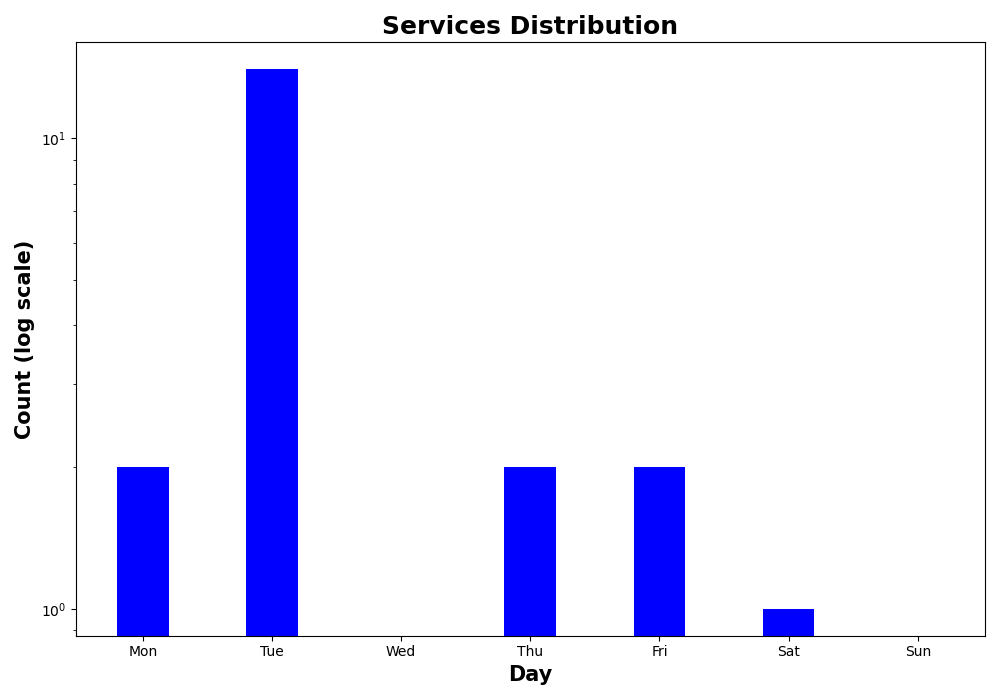 Services Distribution
Count (log scale)
10¹
10⁰
Mon Tue Wed Thu Fri Sat Sun
Day